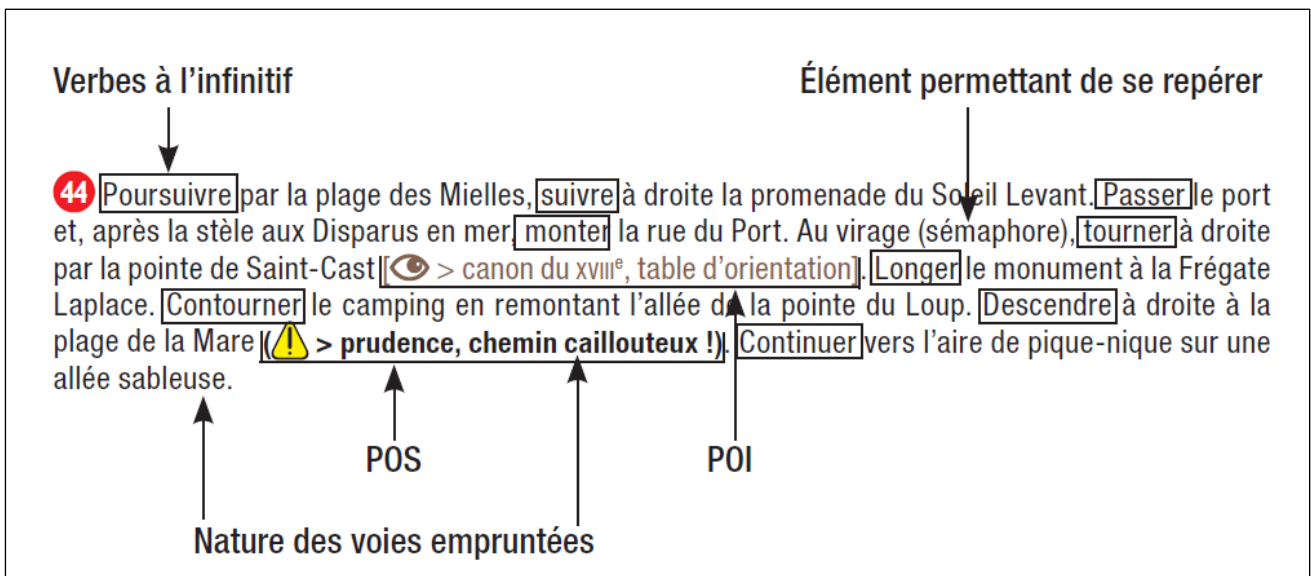 Verbes à l'infinitif
Élément permettant de se repérer
44 Poursuivre par la plage des Mielles, suivre à droite la promenade du Soleil Levant. Passer le port
et, après la stèle aux Disparus en mer, monter la rue du Port. Au virage (sémaphore), tourner à droite
par la pointe de Saint-Cast [👁 > canon du XVIIIe, table d'orientation]. Longer le monument à la Frégate
Laplace. Contourner le camping en remontant l'allée de la pointe du Loup. Descendre à droite à la
plage de la Mare (⚠ > prudence, chemin caillouteux !). Continuer vers l'aire de pique-nique sur une
allée sableuse.
POS
POI
Nature des voies empruntées